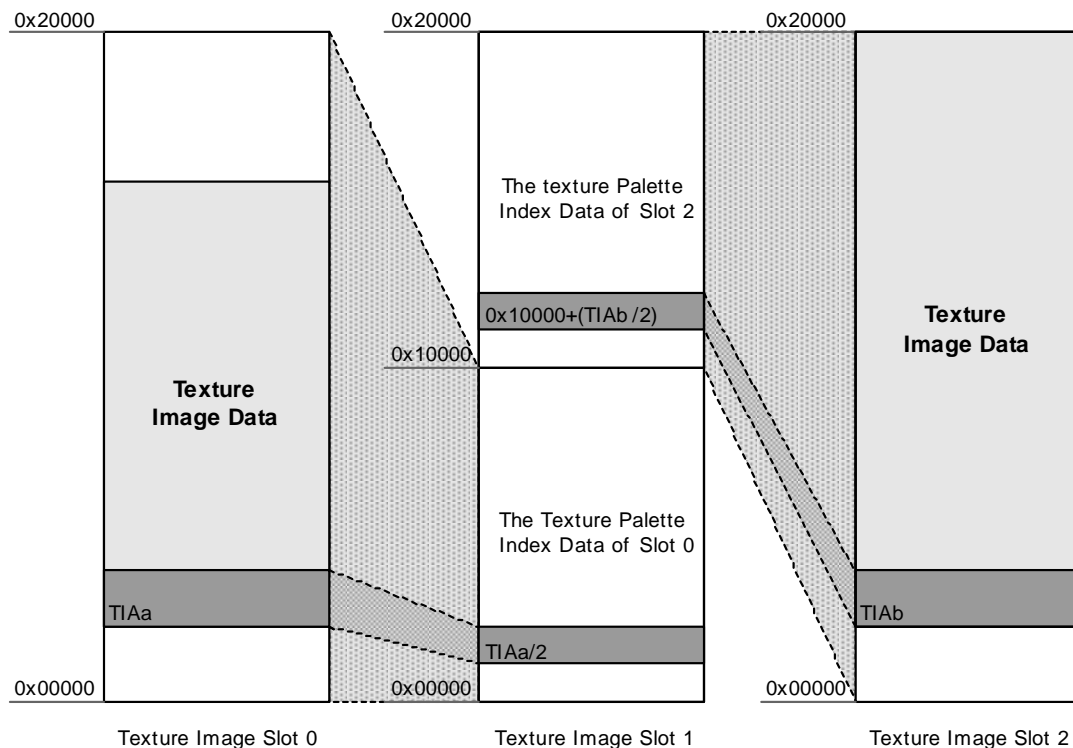 0x20000
0x20000
0x20000
The texture Palette
Index Data of Slot 2
0x10000+(TIAb /2)
0x10000
Texture
Image Data
Texture
Image Data
The Texture Palette
Index Data of Slot 0
TIAa
TIAa/2
TIAb
0x00000
0x00000
0x00000
Texture Image Slot 0
Texture Image Slot 1
Texture Image Slot 2